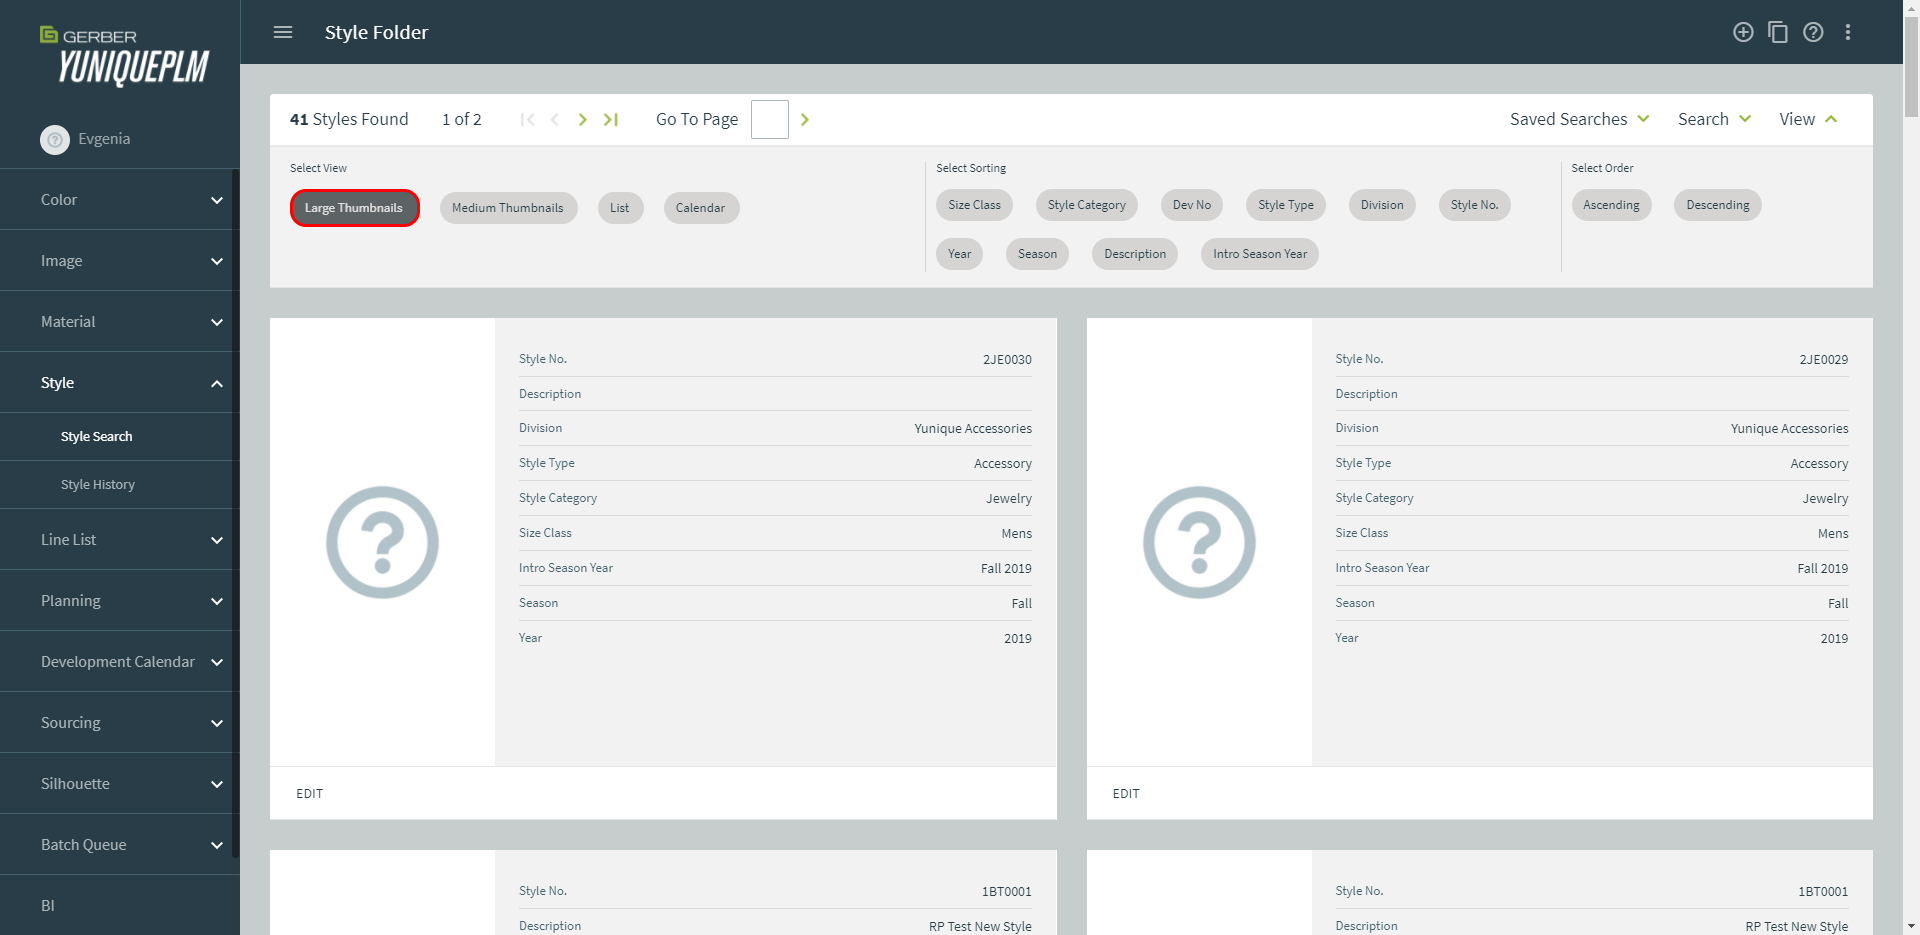 GERBER
YUNIQUEPLM
Evgenia
Color
Image
Material
Style
Style Search
Style History
Line List
Planning
Development Calendar
Sourcing
Silhouette
Batch Queue
BI
Style Folder
41 Styles Found 1 of 2 Go To Page Saved Searches Search View
Select View
Large Thumbnails Medium Thumbnails List Calendar
Select Sorting
Size Class Style Category Dev No Style Type Division Style No.
Year Season Description Intro Season Year
Select Order
Ascending Descending
Style No. 2JE0030
Description
Division Yunique Accessories
Style Type Accessory
Style Category Jewelry
Size Class Mens
Intro Season Year Fall 2019
Season Fall
Year 2019
EDIT
Style No. 2JE0029
Description
Division Yunique Accessories
Style Type Accessory
Style Category Jewelry
Size Class Mens
Intro Season Year Fall 2019
Season Fall
Year 2019
EDIT
Style No. 1BT0001
Description RP Test New Style
Style No. 1BT0001
Description RP Test New Style